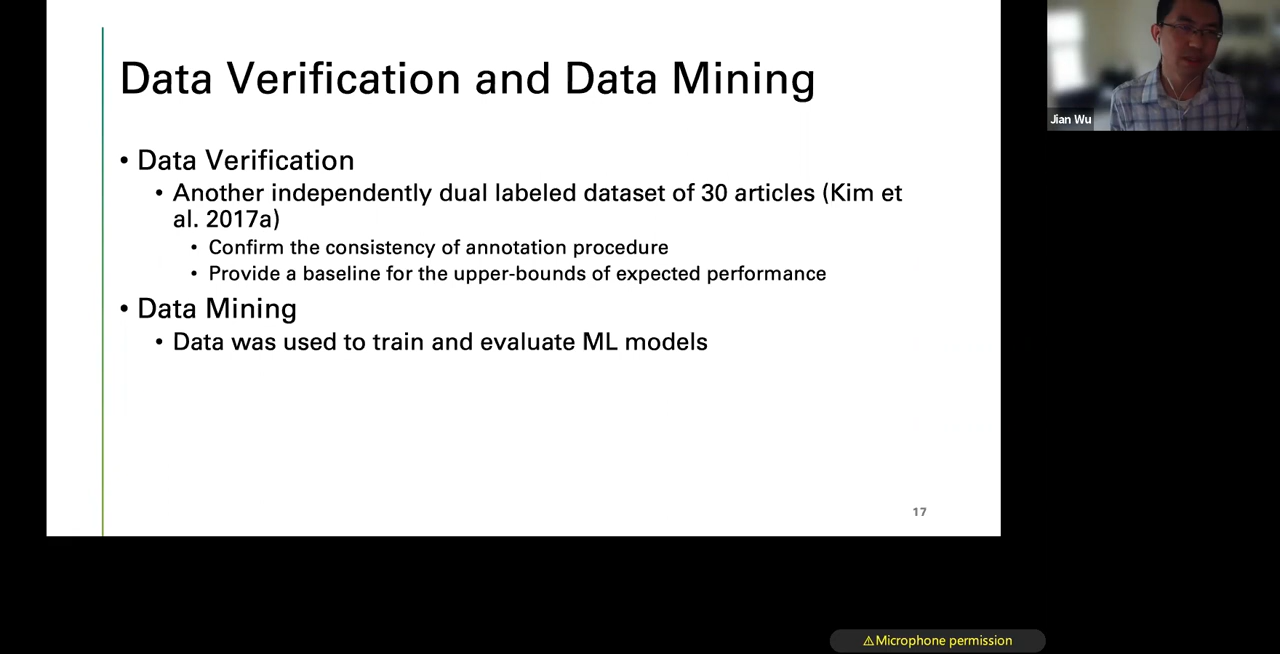 Data Verification and Data Mining
• Data Verification
• Another independently dual labeled dataset of 30 articles (Kim et
al. 2017a)
• Confirm the consistency of annotation procedure
• Provide a baseline for the upper-bounds of expected performance
• Data Mining
• Data was used to train and evaluate ML models
17
Jian Wu
⚠Microphone permission